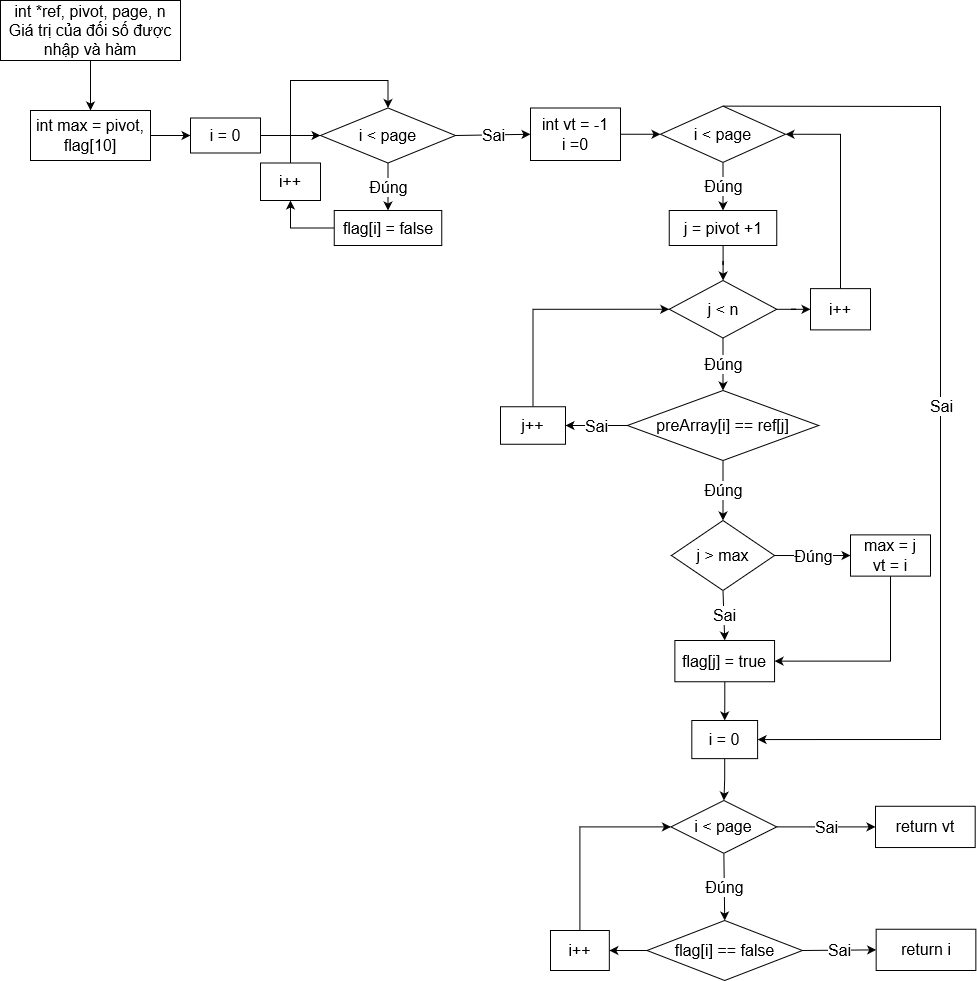 int *ref, pivot, page, n
Giá trị của đối số được
nhập và hàm
int max = pivot,
flag[10]
i = 0
i < page
Đúng
flag[i] = false
i++
Sai
int vt = -1
i =0
i < page
Đúng
j = pivot +1
j < n
i++
Đúng
preArray[i] == ref[j]
Sai
j++
Đúng
j > max
Đúng
max = j
vt = i
Sai
flag[j] = true
Sai
i = 0
i < page
Sai
return vt
Đúng
flag[i] == false
i++
Sai
return i